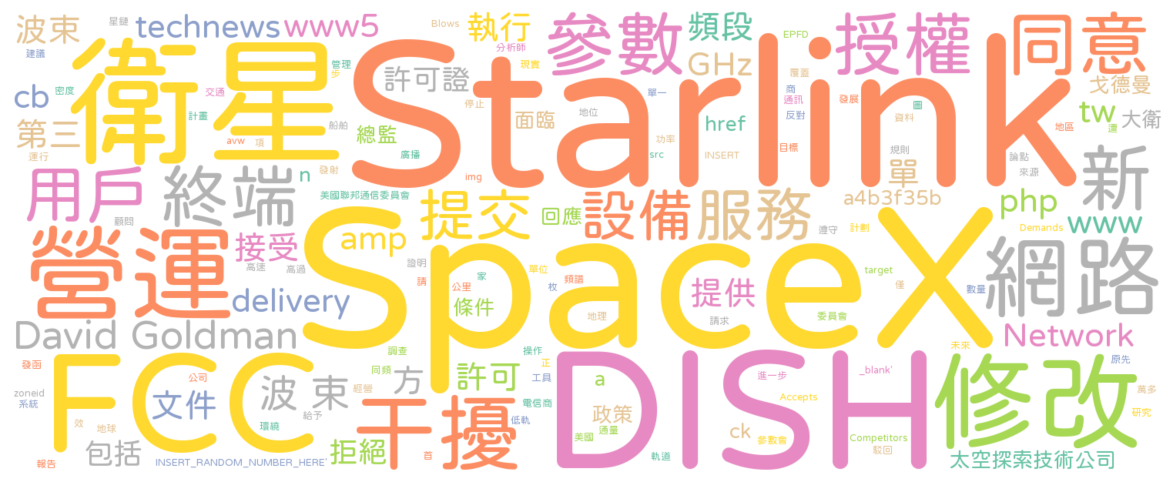 波束 星鏈 technews www5 Blows 執行 參數 頻段 EPFD 授權 同意
建議 分析師 現實 GHz 覆蓋 戈德曼
衛星 管理 步 許可證 Starlink
cb 密度 交通 停止 地位 單一 商 通訊 發展 圖 tw 還 大衛
第三 計畫 船舶 總監 面臨 href 反對 資料 地區
運行 avw 項 廣播 功率 src INSERT 目標 規則 論點
用戶 終端 發射 img 單 來源 新
n 美國聯邦通信委員會 a4b3f35b php
顧問 提交 回應 設備 服務 www
營運 接受 amp 遵守 計劃 Demands
高速 高過 證明 SpaceX 網路
請 家 單位 頻譜 target
delivery 公里 枚 提供 僅 數量
條件 地理 請求 委員會
David Goldman Network
發函 調查 操作 DISH 未來
FCC 同頻 正 進一步 _blank' 原先
公司 波束 方 許可 工具 a 修改
zoneid 文件 經營 萬多
系統 給予 干擾 電信商 政策 Accepts
效 地球 環繞 低軌 通量 ck Competitors 研究
包括 拒絕 首 美國 參數會 駁回
報告 INSERT_RANDOM_NUMBER_HERE' 軌道 太空探索技術公司